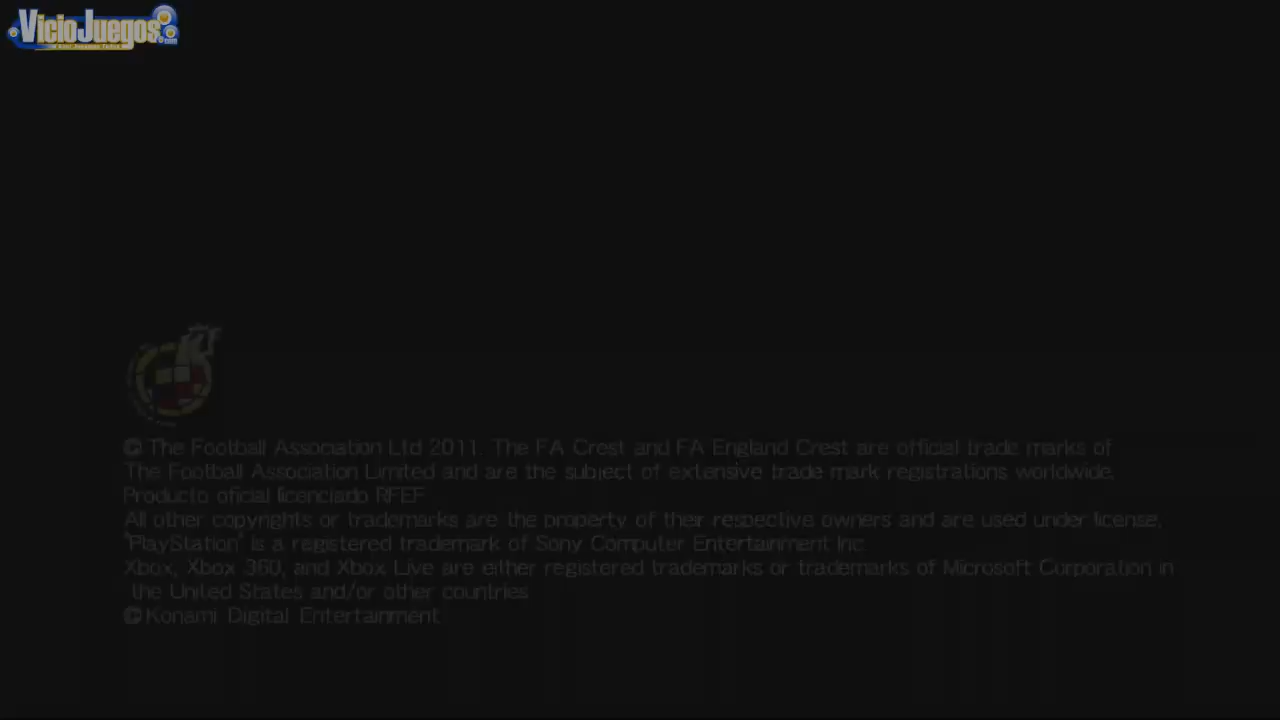 VicioJuegos.com
© The Football Association Ltd 2011. The FA Crest and FA England Crest are official trade marks of
The Football Association Limited and are the subject of extensive trade mark registrations worldwide.
Producto oficial licenciado RFEF
All other copyrights or trademarks are the property of their respective owners and are used under license.
"PlayStation" is a registered trademark of Sony Computer Entertainment Inc.
Xbox, Xbox 360, and Xbox Live are either registered trademarks or trademarks of Microsoft Corporation in
the United States and/or other countries
© Konami Digital Entertainment